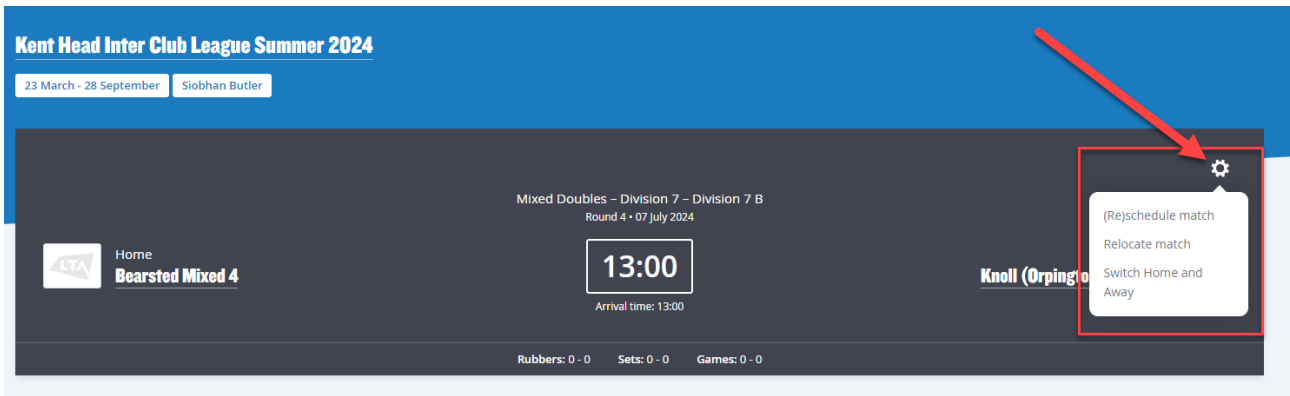 Kent Head Inter Club League Summer 2024
23 March - 28 September Siobhan Butler
Mixed Doubles – Division 7 – Division 7 B
Round 4 • 07 July 2024
(Re)schedule match
Relocate match
Switch Home and
Away
LTA
Home
Bearsted Mixed 4
13:00
Knoll (Orpingto
Arrival time: 13:00
Rubbers: 0 - 0 Sets: 0 - 0 Games: 0 - 0